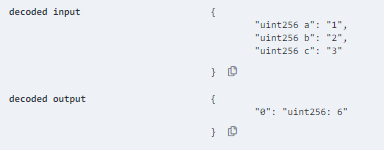 decoded input {
"uint256 a": "1",
"uint256 b": "2",
"uint256 c": "3"
}
decoded output {
"0": "uint256: 6"
}